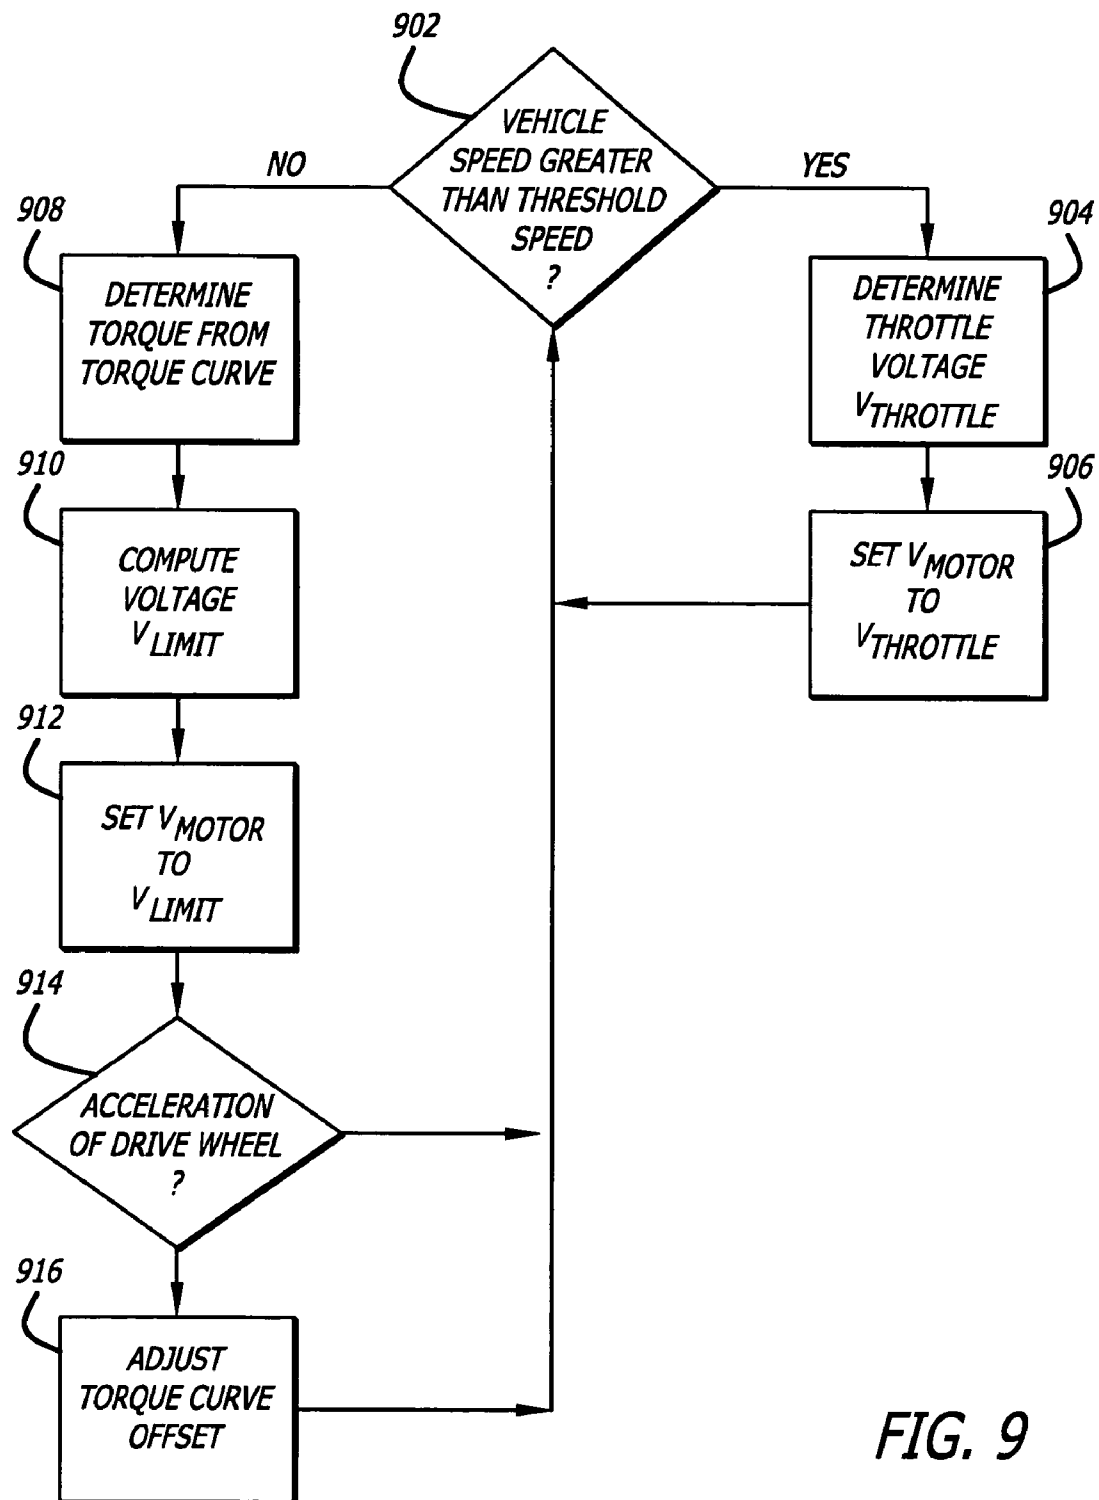 902
VEHICLE
SPEED GREATER
THAN THRESHOLD
SPEED
?
NO
YES
908
DETERMINE
TORQUE FROM
TORQUE CURVE
904
DETERMINE
THROTTLE
VOLTAGE
VTHROTTLE
910
COMPUTE
VOLTAGE
VLIMIT
906
SET VMOTOR
TO
VTHROTTLE
912
SET VMOTOR
TO
VLIMIT
914
ACCELERATION
OF DRIVE WHEEL
?
916
ADJUST
TORQUE CURVE
OFFSET
FIG. 9